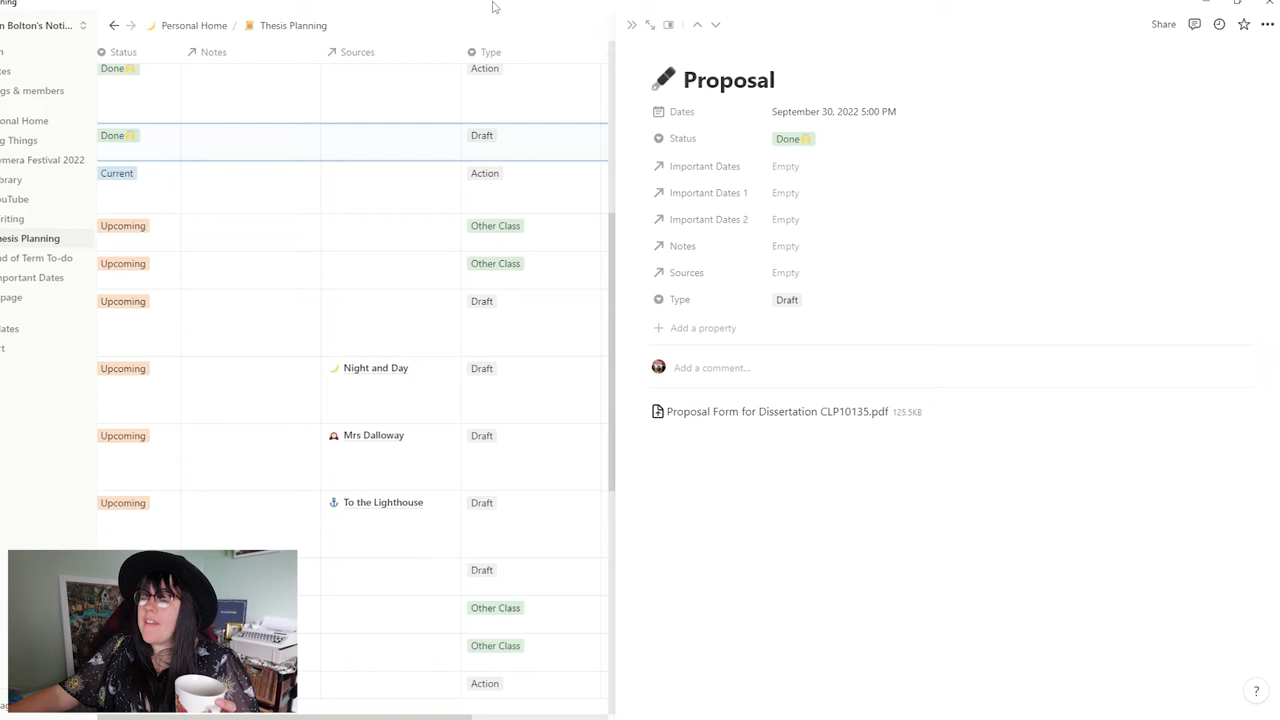 n Bolton's Noti...
Personal Home / Thesis Planning
Share
gs & members
onal Home
g Things
ymera Festival 2022
brary
uTube
riting
hesis Planning
nd of Term To-do
mportant Dates
page
lates
Status Notes Sources Type
Done Action
Done Draft
Current Action
Upcoming Other Class
Upcoming Other Class
Upcoming Draft
Upcoming Night and Day Draft
Upcoming Mrs Dalloway Draft
Upcoming To the Lighthouse Draft
Draft
Other Class
Other Class
Action
Proposal
Dates September 30, 2022 5:00 PM
Status Done
Important Dates Empty
Important Dates 1 Empty
Important Dates 2 Empty
Notes Empty
Sources Empty
Type Draft
Add a property
Add a comment...
Proposal Form for Dissertation CLP10135.pdf 125.5KB
?